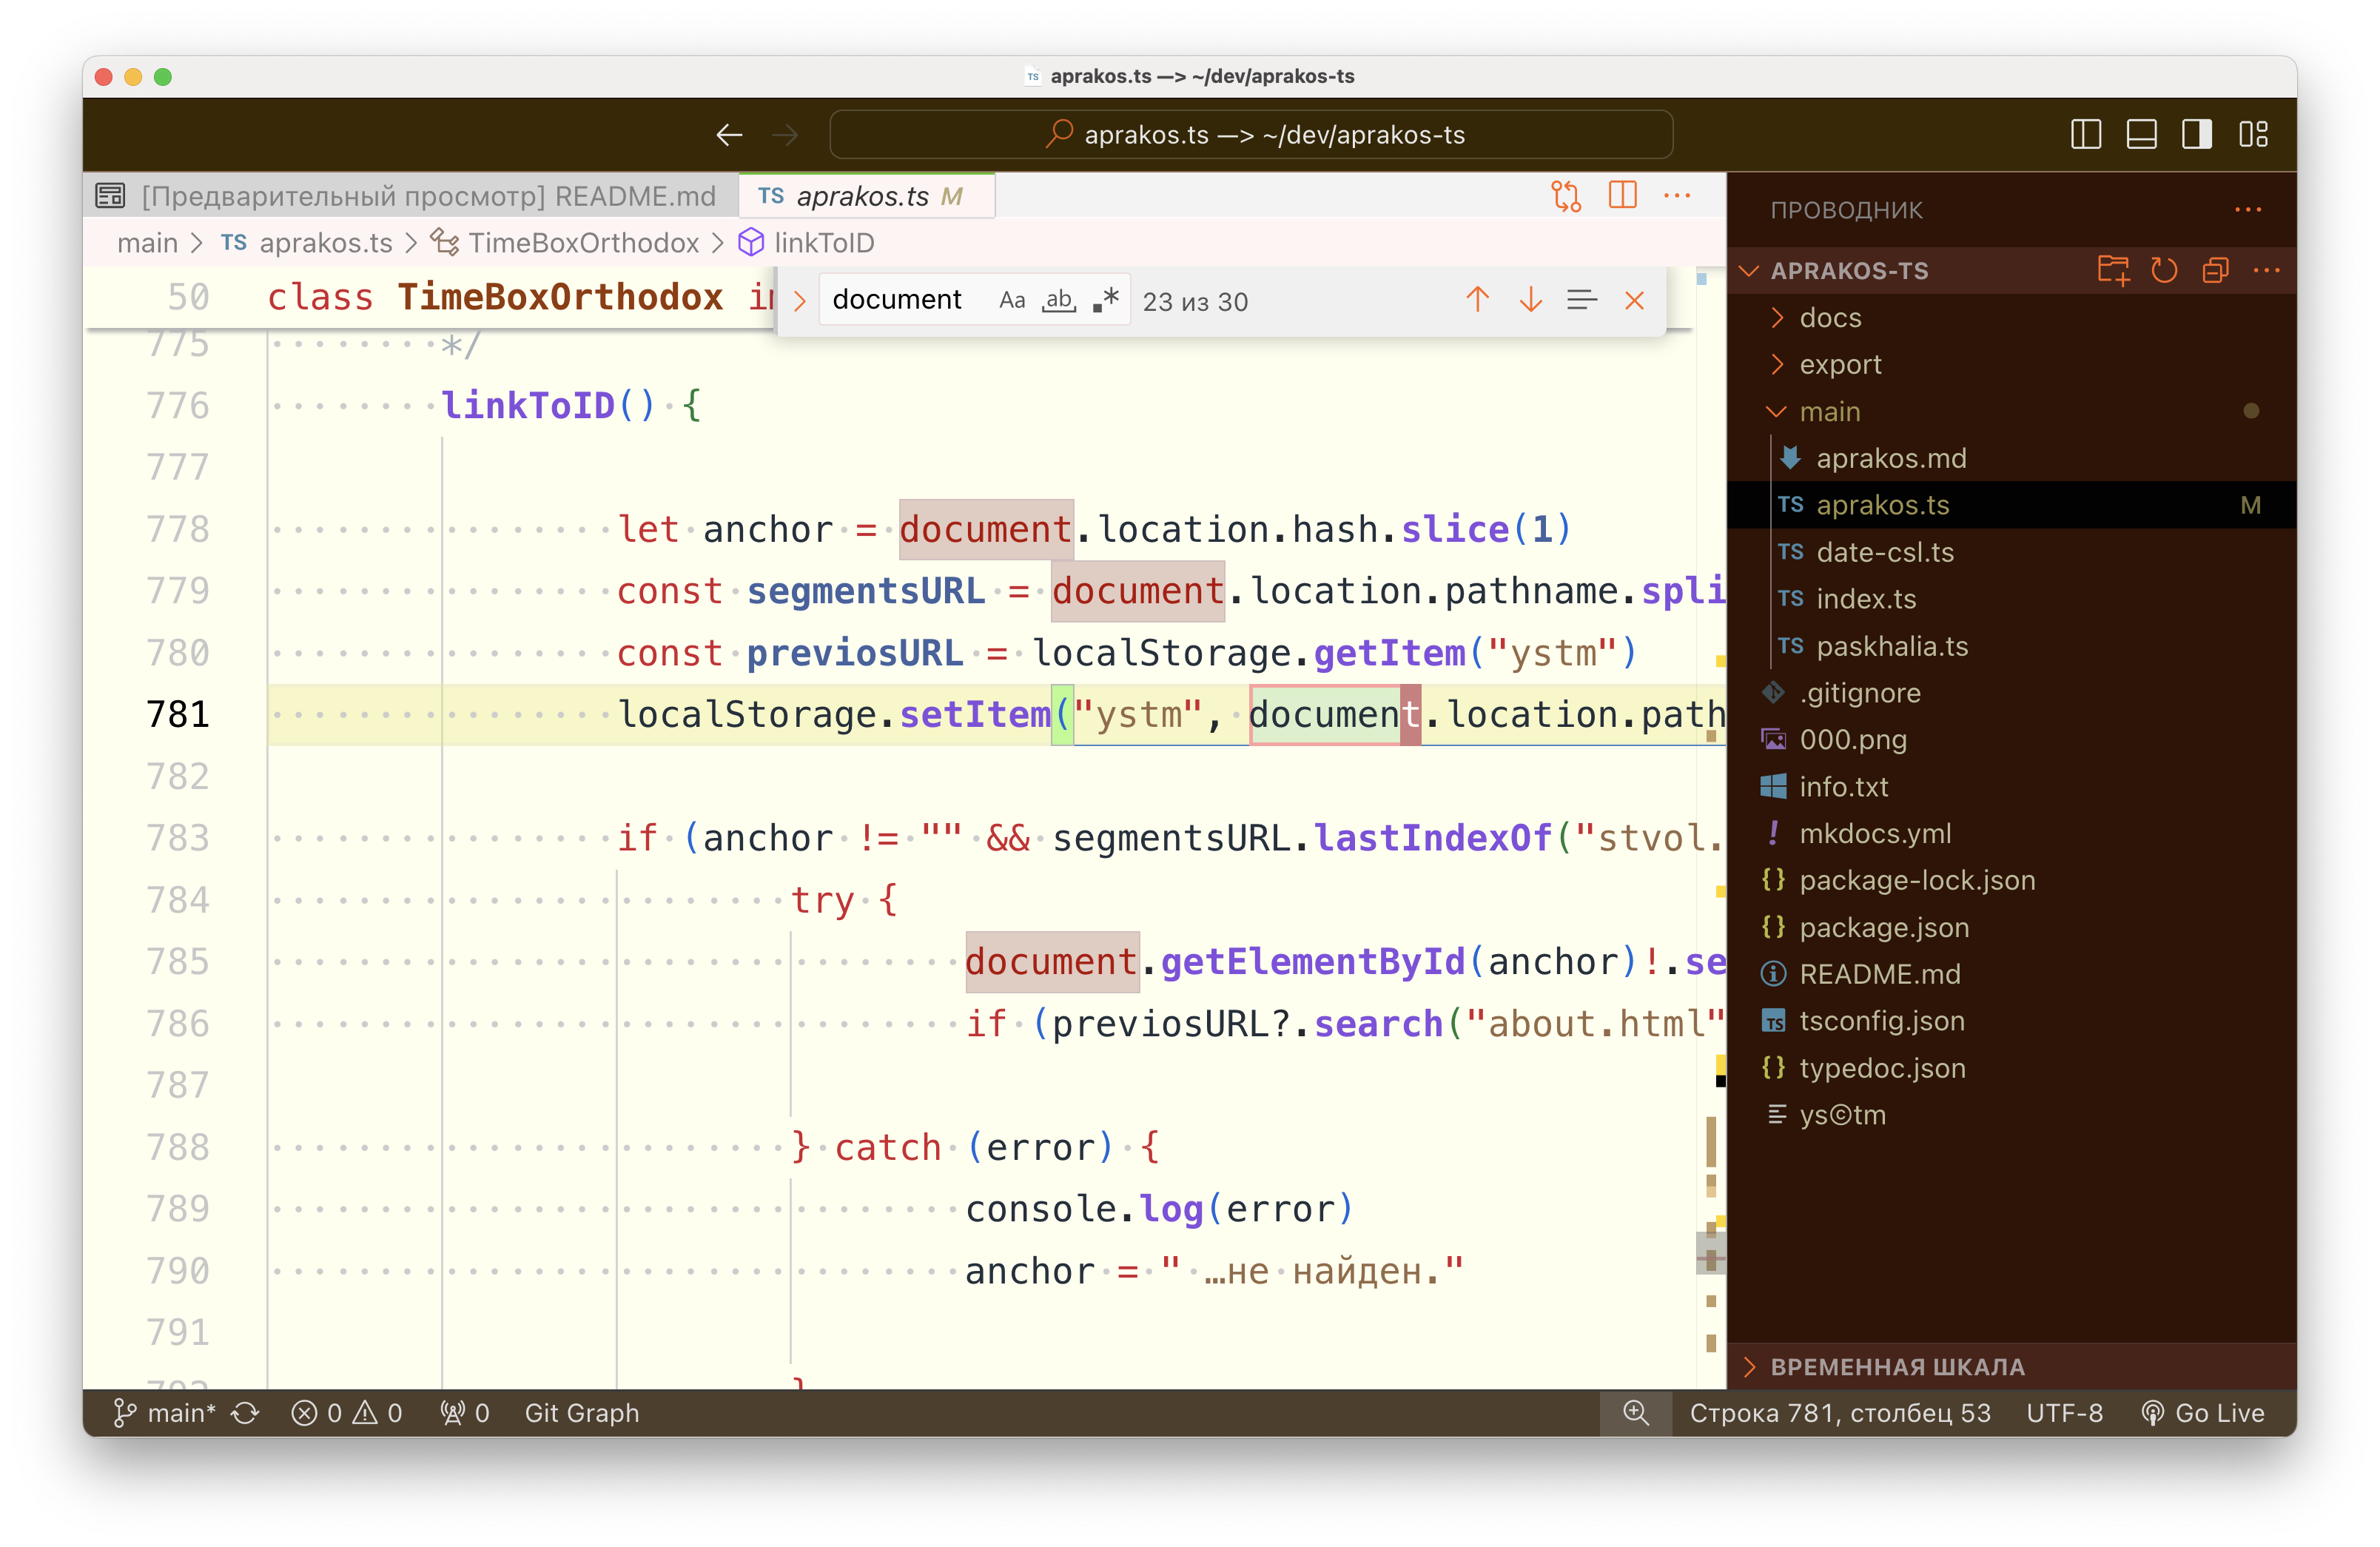 aprakos.ts —> ~/dev/aprakos-ts
aprakos.ts —> ~/dev/aprakos-ts
[Предварительный просмотр] README.md
TS aprakos.ts M
main > TS aprakos.ts > TimeBoxOrthodox > linkToID
50 class TimeBoxOrthodox
document Aa ab .* 23 из 30
775 */
776 linkToID() {
777
778 let anchor = document.location.hash.slice(1)
779 const segmentsURL = document.location.pathname.spli
780 const previosURL = localStorage.getItem("ystm")
781 localStorage.setItem("ystm", document.location.path
782
783 if (anchor != "" && segmentsURL.lastIndexOf("stvol.
784 try {
785 document.getElementById(anchor)!.se
786 if (previosURL?.search("about.html"
787
788 } catch (error) {
789 console.log(error)
790 anchor = " …не найден."
791
}
ПРОВОДНИК
APRAKOS-TS
docs
export
main
aprakos.md
TS aprakos.ts M
TS date-csl.ts
TS index.ts
TS paskhalia.ts
.gitignore
000.png
info.txt
! mkdocs.yml
{} package-lock.json
{} package.json
README.md
TS tsconfig.json
{} typedoc.json
ys©tm
ВРЕМЕННАЯ ШКАЛА
main* 0 0 0 Git Graph
Строка 781, столбец 53 UTF-8 Go Live